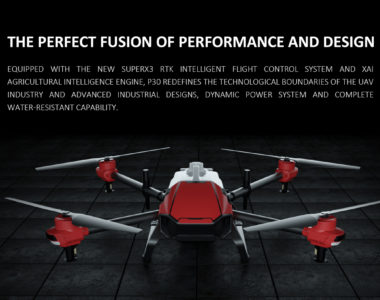 THE PERFECT FUSION OF PERFORMANCE AND DESIGN
EQUIPPED WITH THE NEW SUPERX3 RTK INTELLIGENT FLIGHT CONTROL SYSTEM AND XAI
AGRICULTURAL INTELLIGENCE ENGINE, P30 REDEFINES THE TECHNOLOGICAL BOUNDARIES OF THE UAV
INDUSTRY AND ADVANCED INDUSTRIAL DESIGNS, DYNAMIC POWER SYSTEM AND COMPLETE
WATER-RESISTANT CAPABILITY.